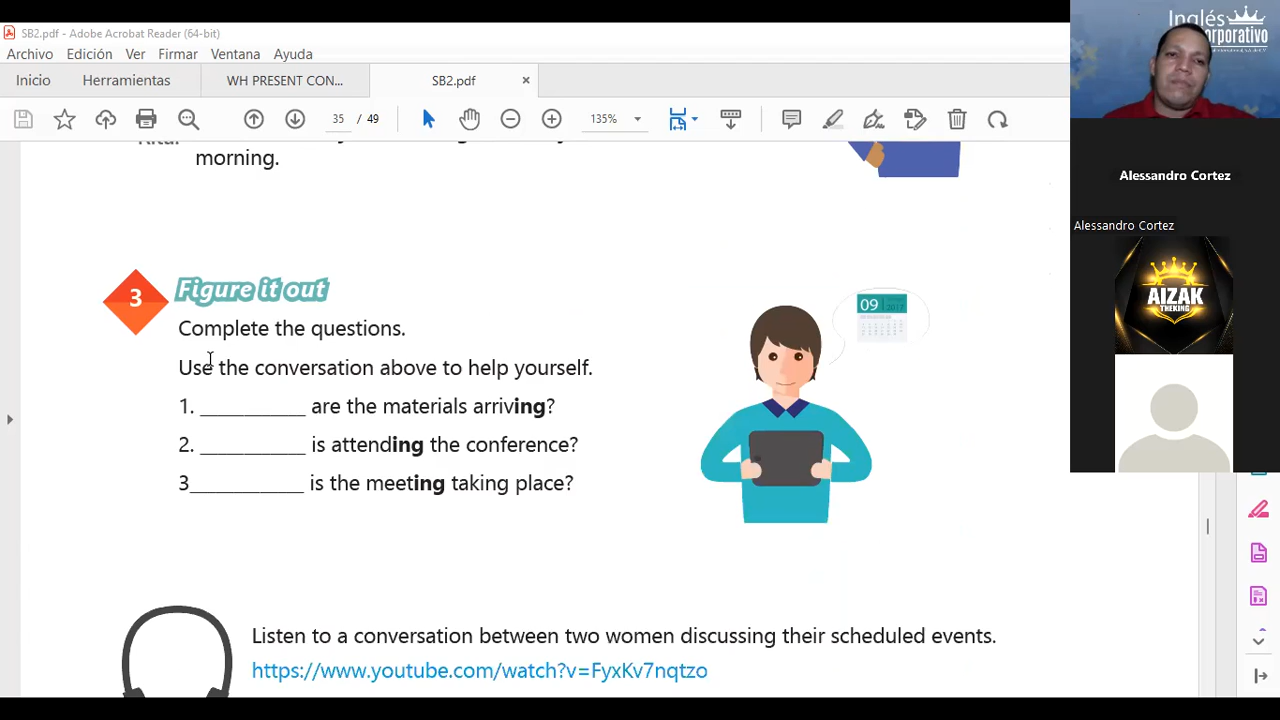 SB2.pdf - Adobe Acrobat Reader (64-bit)
Archivo Edición Ver Firmar Ventana Ayuda
Inicio Herramientas WH PRESENT CON... SB2.pdf ×
35 / 49 135%
morning.
3 Figure it out
Complete the questions.
Use the conversation above to help yourself.
1. ___________ are the materials arriving?
2. ___________ is attending the conference?
3____________ is the meeting taking place?
09
Listen to a conversation between two women discussing their scheduled events.
https://www.youtube.com/watch?v=FyxKv7nqtzo
Inglés
Alessandro Cortez
Alessandro Cortez
AIZAK
THEKING